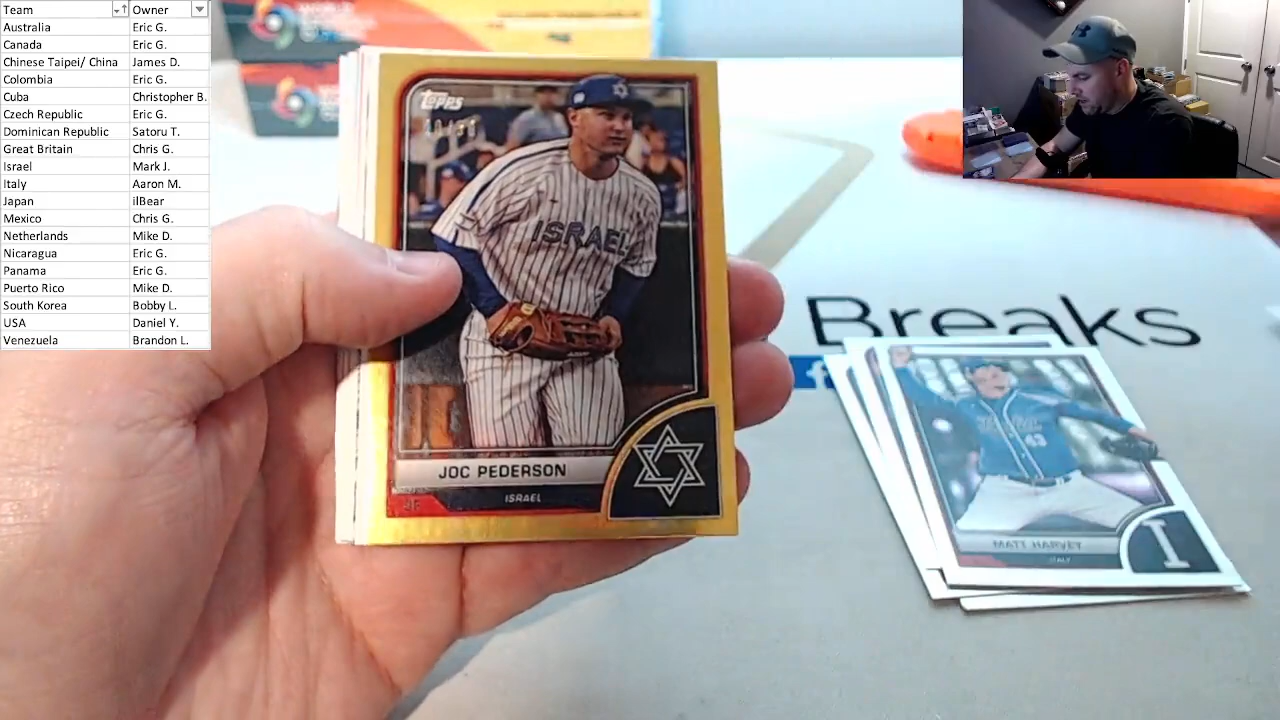 Team Owner
Australia Eric G.
Canada Eric G.
Chinese Taipei/ China James D.
Colombia Eric G.
Cuba Christopher B.
Czech Republic Eric G.
Dominican Republic Satoru T.
Great Britain Chris G.
Israel Mark J.
Italy Aaron M.
Japan ilBear
Mexico Chris G.
Netherlands Mike D.
Nicaragua Eric G.
Panama Eric G.
Puerto Rico Mike D.
South Korea Bobby L.
USA Daniel Y.
Venezuela Brandon L.
Topps
ISRAEL
JOC PEDERSON
ISRAEL
Breaks
f
43
MATT HARVEY
ITALY
I